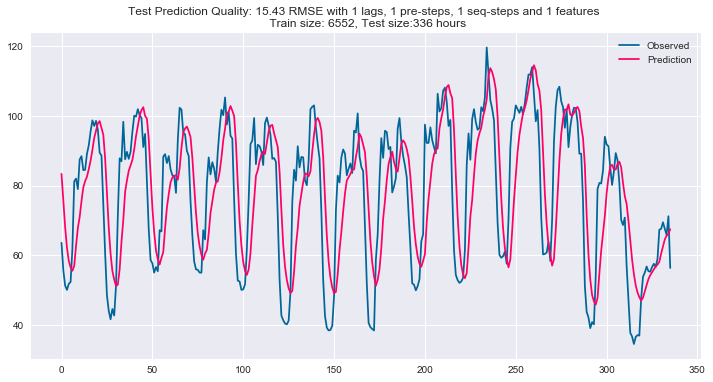 Test Prediction Quality: 15.43 RMSE with 1 lags, 1 pre-steps, 1 seq-steps and 1 features
Train size: 6552, Test size:336 hours
Observed
Prediction
120
100
80
60
40
0 50 100 150 200 250 300 350